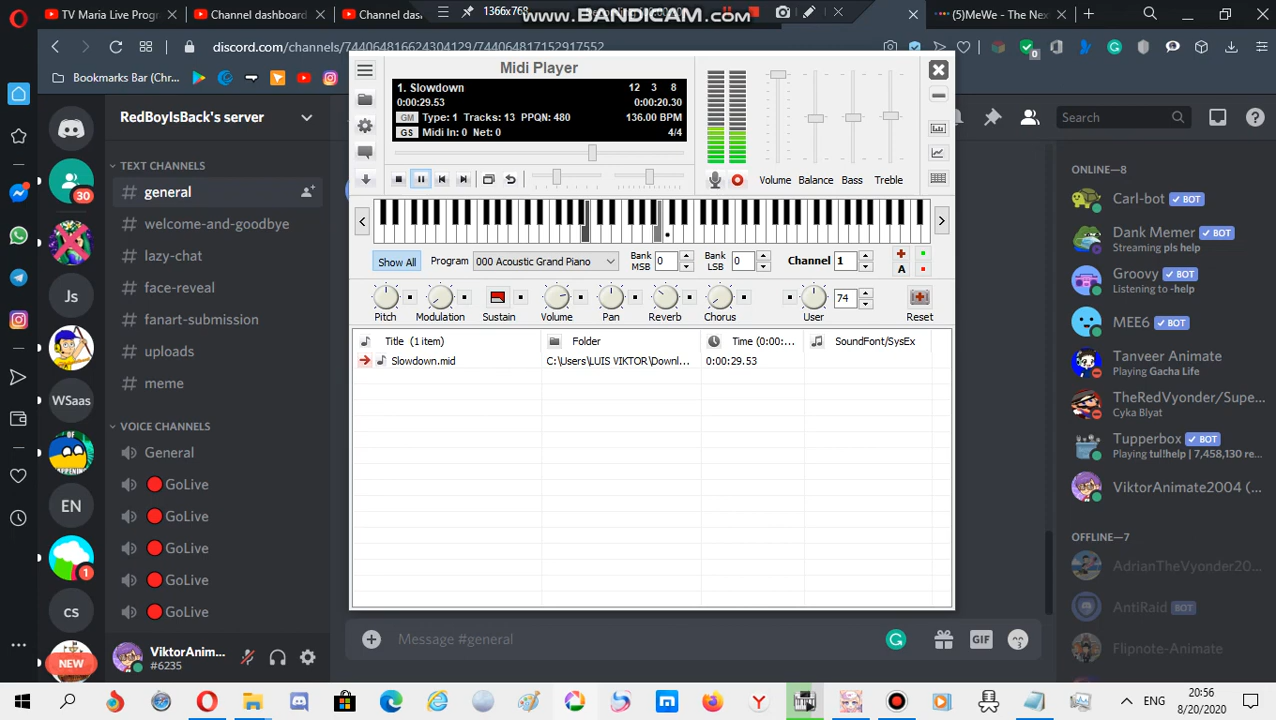 TV Maria Live Progr
Channel dashboard
Channel das
1366x768
www.BANDICAM.com
(5)MeWe - The Nex
discord.com/channels/744064816624304129/744064817152917552
Bookmarks Bar (Chr...
RedBoyIsBack's server
TEXT CHANNELS
general
welcome-and-goodbye
lazy-chat
face-reveal
fanart-submission
uploads
meme
VOICE CHANNELS
General
GoLive
GoLive
GoLive
GoLive
GoLive
ViktorAnim...
#6235
30
Js
WSaas
EN
1
cs
NEW
Midi Player
1. Slowdown
12 3 8
0:00:29.53
0:00:20.30
GM Type: 1 Tracks: 13 PPQN: 480
136.00 BPM
GS Midi In: 0 Net: 0
4/4
Volume Balance Bass Treble
Show All
Program
000 Acoustic Grand Piano
Bank MSB
0
Bank LSB
0
Channel
1
A
74
Pitch Modulation Sustain Volume Pan Reverb Chorus User Reset
Title (1 item)
Folder
Time (0:00:...
SoundFont/SysEx
Slowdown.mid
C:\Users\LUIS VIKTOR\Downl...
0:00:29.53
Message #general
GIF
Search
ONLINE—8
Carl-bot
BOT
Dank Memer
BOT
Streaming pls help
Groovy
BOT
Listening to -help
MEE6
BOT
Tanveer Animate
Playing Gacha Life
TheRedVyonder/Supe...
Cyka Blyat
Tupperbox
BOT
Playing tul!help | 7,458,130 re...
ViktorAnimate2004 (...
OFFLINE—7
AdrianTheVyonder20...
AntiRaid
BOT
Flipnote-Animate
ENG
20:56
8/20/2020